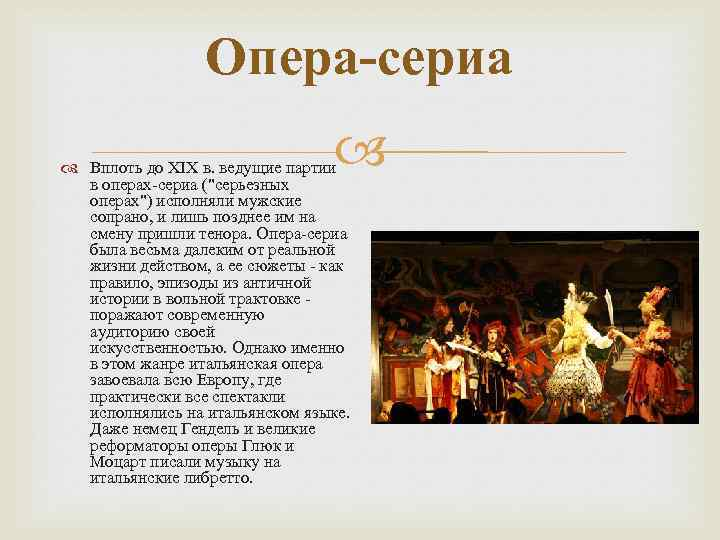 Опера-сериа
Вплоть до XIX в. ведущие партии
в операх-сериа ("серьезных
операх") исполняли мужские
сопрано, и лишь позднее им на
смену пришли тенора. Опера-сериа
была весьма далеким от реальной
жизни действом, а ее сюжеты - как
правило, эпизоды из античной
истории в вольной трактовке -
поражают современную
аудиторию своей
искусственностью. Однако именно
в этом жанре итальянская опера
завоевала всю Европу, где
практически все спектакли
исполнялись на итальянском языке.
Даже немец Гендель и великие
реформаторы оперы Глюк и
Моцарт писали музыку на
итальянские либретто.